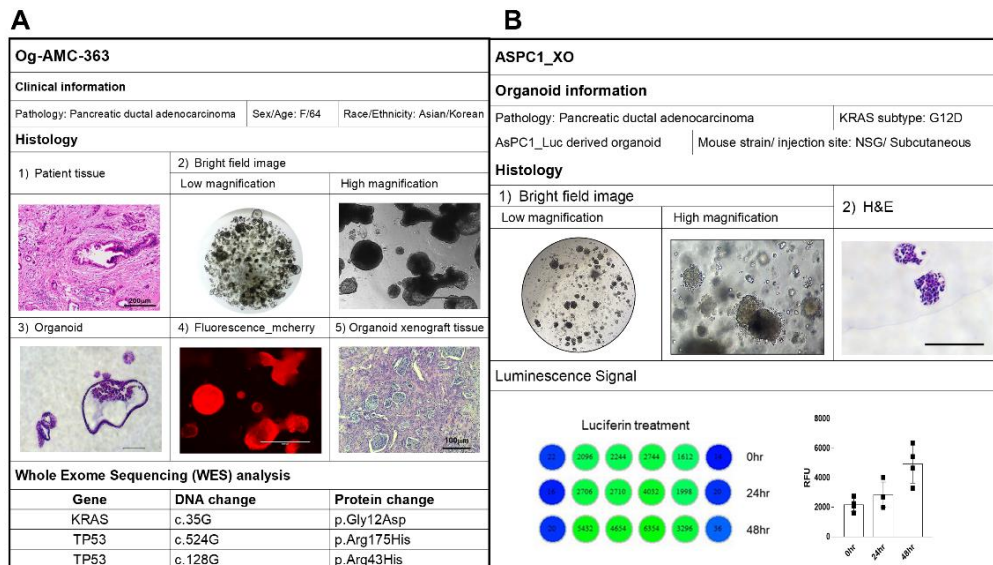 A
Og-AMC-363
Clinical information
Pathology: Pancreatic ductal adenocarcinoma
Sex/Age: F/64
Race/Ethnicity: Asian/Korean
Histology
1) Patient tissue
2) Bright field image
Low magnification
High magnification
200μm
3) Organoid
4) Fluorescence_mcherry
5) Organoid xenograft tissue
100μm
Whole Exome Sequencing (WES) analysis
Gene DNA change Protein change
KRAS c.35G p.Gly12Asp
TP53 c.524G p.Arg175His
TP53 c.128G p.Arg43His
B
ASPC1_XO
Organoid information
Pathology: Pancreatic ductal adenocarcinoma
KRAS subtype: G12D
AsPC1_Luc derived organoid
Mouse strain/ injection site: NSG/ Subcutaneous
Histology
1) Bright field image
Low magnification
High magnification
2) H&E
Luminescence Signal
Luciferin treatment
22 2096 2244 2744 1612 0hr
2706 2710 4052 1998 20 24hr
20 5432 4654 6354 3296 36 48hr
8000
6000
4000
2000
0
RFU
0hr
24hr
48hr